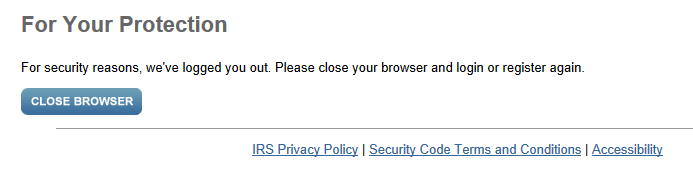 For Your Protection
For security reasons, we've logged you out. Please close your browser and login or register again.
CLOSE BROWSER
IRS Privacy Policy | Security Code Terms and Conditions | Accessibility